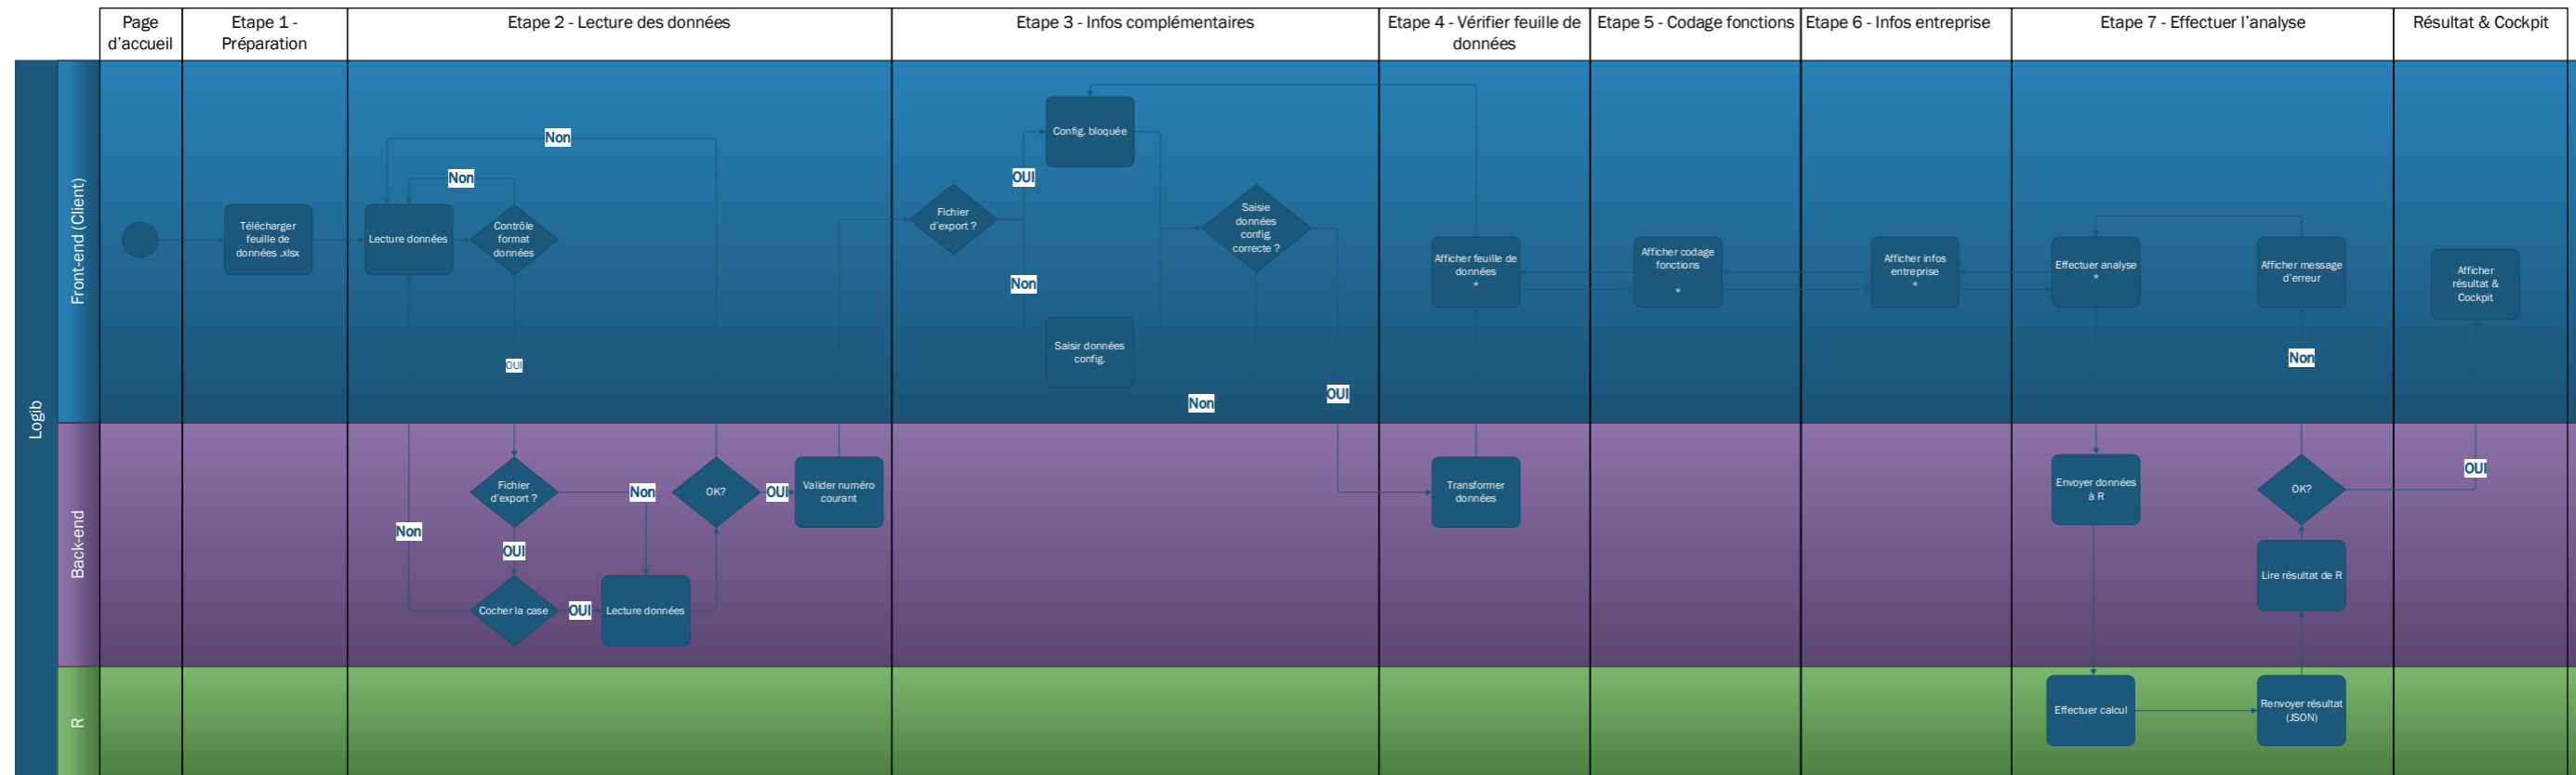 Page
d'accueil
Etape 1 -
Préparation
Etape 2 - Lecture des données
Etape 3 - Infos complémentaires
Etape 4 - Vérifier feuille de
données
Etape 5 - Codage fonctions
Etape 6 - Infos entreprise
Etape 7 - Effectuer l'analyse
Résultat & Cockpit
Logib
Front-end (Client)
Télécharger
feuille de
données .xlsx
Lecture données
Contrôle
format
données
Non
Non
OUI
Fichier
d'export ?
OUI
Non
Config. bloquée
Saisir données
config.
Saisie
données
config.
correcte ?
Non
OUI
Afficher feuille de
données
*
Afficher codage
fonctions
*
Afficher infos
entreprise
*
Effectuer analyse
*
Afficher message
d'erreur
Non
Afficher
résultat &
Cockpit
Back-end
Fichier
d'export ?
Non
OUI
Non
Cocher la case
OUI
Lecture données
OK?
OUI
Valider numéro
courant
Transformer
données
Envoyer données
à R
OK?
OUI
Lire résultat de R
R
Effectuer calcul
Renvoyer résultat
(JSON)